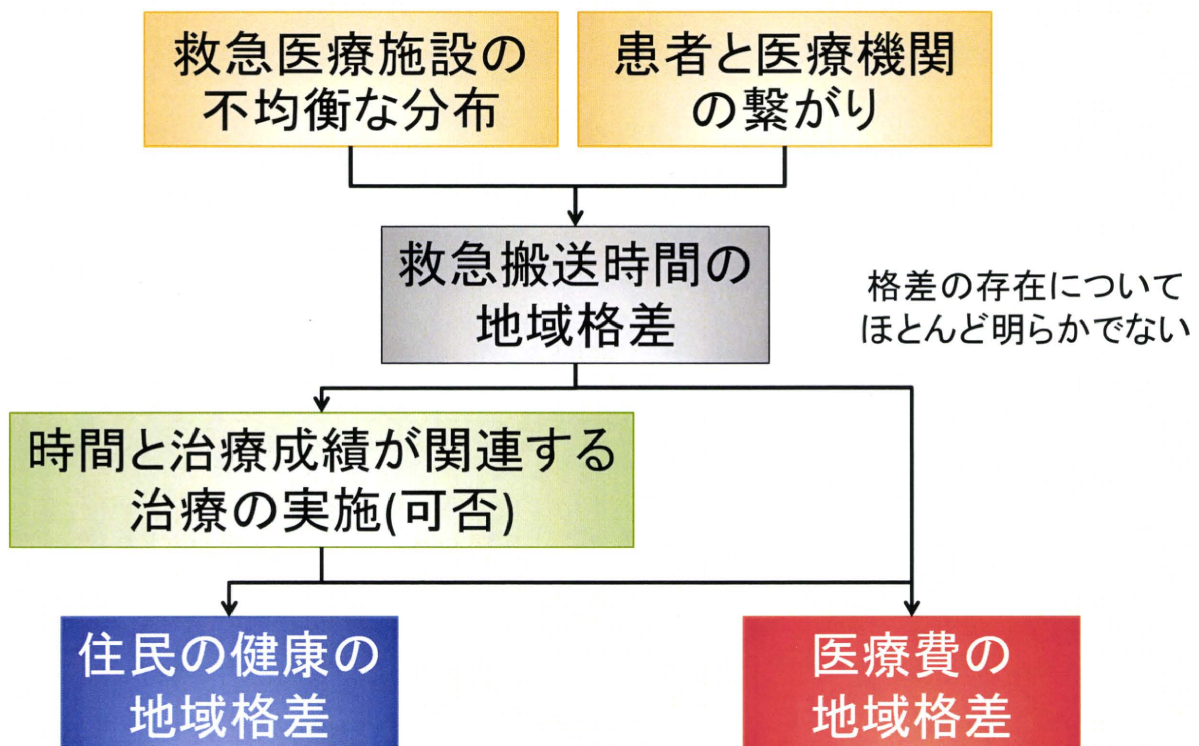 救急医療施設の
不均衡な分布
患者と医療機関
の繋がり
救急搬送時間の
地域格差
格差の存在について
ほとんど明らかでない
時間と治療成績が関連する
治療の実施(可否)
住民の健康の
地域格差
医療費の
地域格差